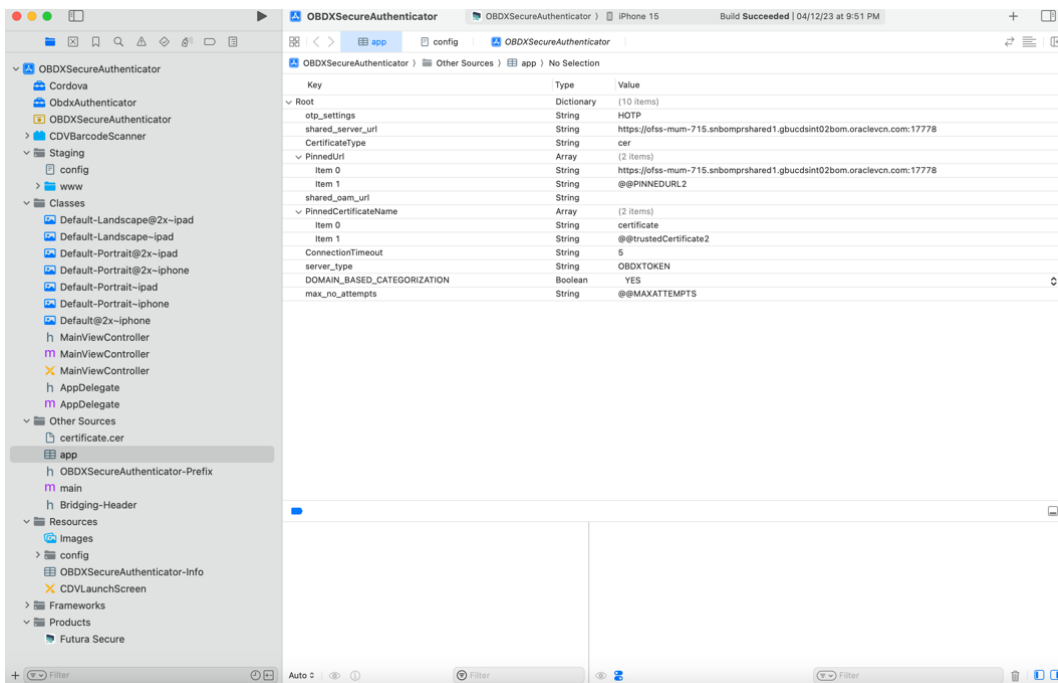 OBDXSecureAuthenticator
OBDXSecureAuthenticator 〉 iPhone 15
Build Succeeded | 04/12/23 at 9:51 PM
app
config
OBDXSecureAuthenticator
OBDXSecureAuthenticator 〉 Other Sources 〉 app 〉 No Selection
OBDXSecureAuthenticator
Cordova
ObdxAuthenticator
OBDXSecureAuthenticator
CDVBarcodeScanner
Staging
config
www
Classes
Default-Landscape@2x~ipad
Default-Landscape~ipad
Default-Portrait@2x~ipad
Default-Portrait@2x~iphone
Default-Portrait~ipad
Default-Portrait~iphone
Default@2x~iphone
h MainViewController
m MainViewController
MainViewController
h AppDelegate
m AppDelegate
Other Sources
certificate.cer
app
h OBDXSecureAuthenticator-Prefix
m main
h Bridging-Header
Resources
Images
config
OBDXSecureAuthenticator-Info
CDVLaunchScreen
Frameworks
Products
Futura Secure
Filter
Key Type Value
Root Dictionary (10 items)
otp_settings String HOTP
shared_server_url String https://ofss-mum-715.snbomprshared1.gbucdsint02bom.oraclevcn.com:17778
CertificateType String cer
PinnedUrl Array (2 items)
Item 0 String https://ofss-mum-715.snbomprshared1.gbucdsint02bom.oraclevcn.com:17778
Item 1 String @@PINNEDURL2
shared_oam_url String
PinnedCertificateName Array (2 items)
Item 0 String certificate
Item 1 String @@trustedCertificate2
ConnectionTimeout String 5
server_type String OBDXTOKEN
DOMAIN_BASED_CATEGORIZATION Boolean YES
max_no_attempts String @@MAXATTEMPTS
Auto
Filter
Filter